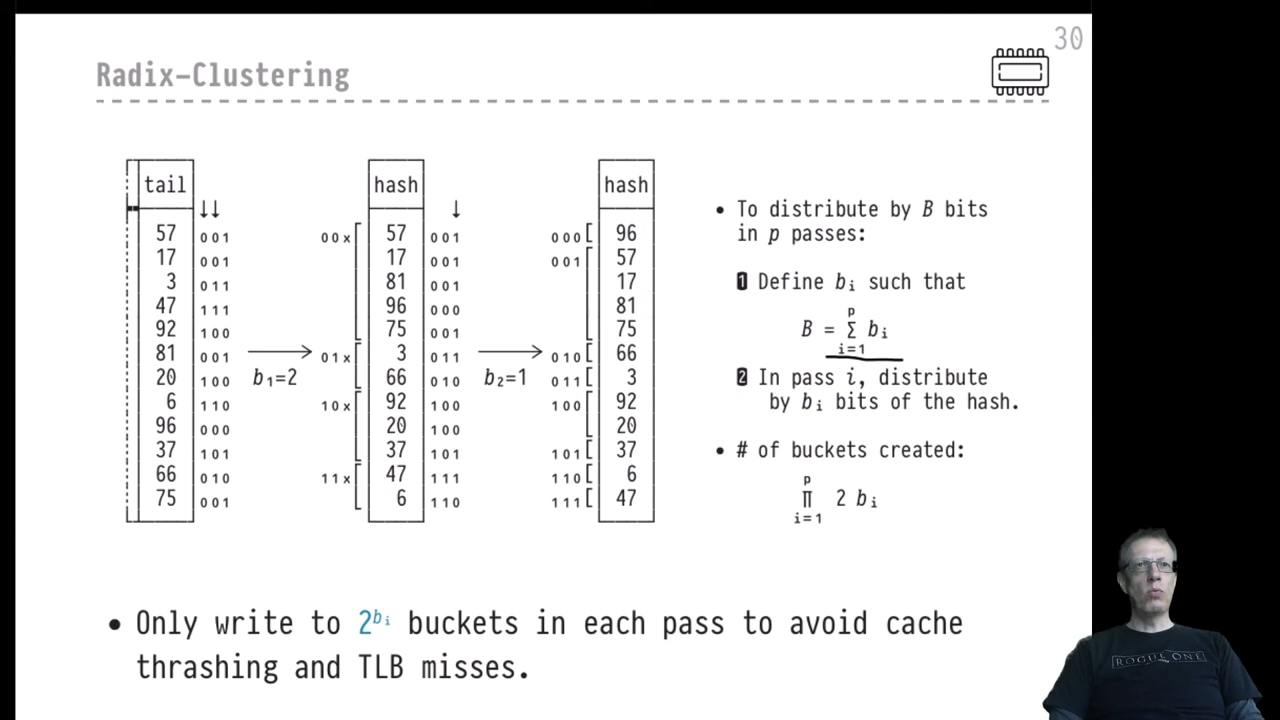 30
Radix–Clustering
tail hash hash
↓↓ ↓
57 001 00x[ 57 001 000[ 96
17 001 17 001 001[ 57
3 011 81 001 17
47 111 96 000 81
92 100 75 001 75
81 001 01x[ 3 011 010[ 66
20 100 b₁=2 66 010 b₂=1 011[ 3
6 110 10x[ 92 100 100[ 92
96 000 20 100 20
37 101 37 101 101[ 37
66 010 11x[ 47 111 110[ 6
75 001 6 110 111[ 47
• To distribute by B bits
in p passes:
1 Define bᵢ such that
p
B = Σ bᵢ
i=1
2 In pass i, distribute
by bᵢ bits of the hash.
• # of buckets created:
p
∏ 2 bᵢ
i=1
• Only write to 2^bᵢ buckets in each pass to avoid cache
thrashing and TLB misses.
ROGUE ONE